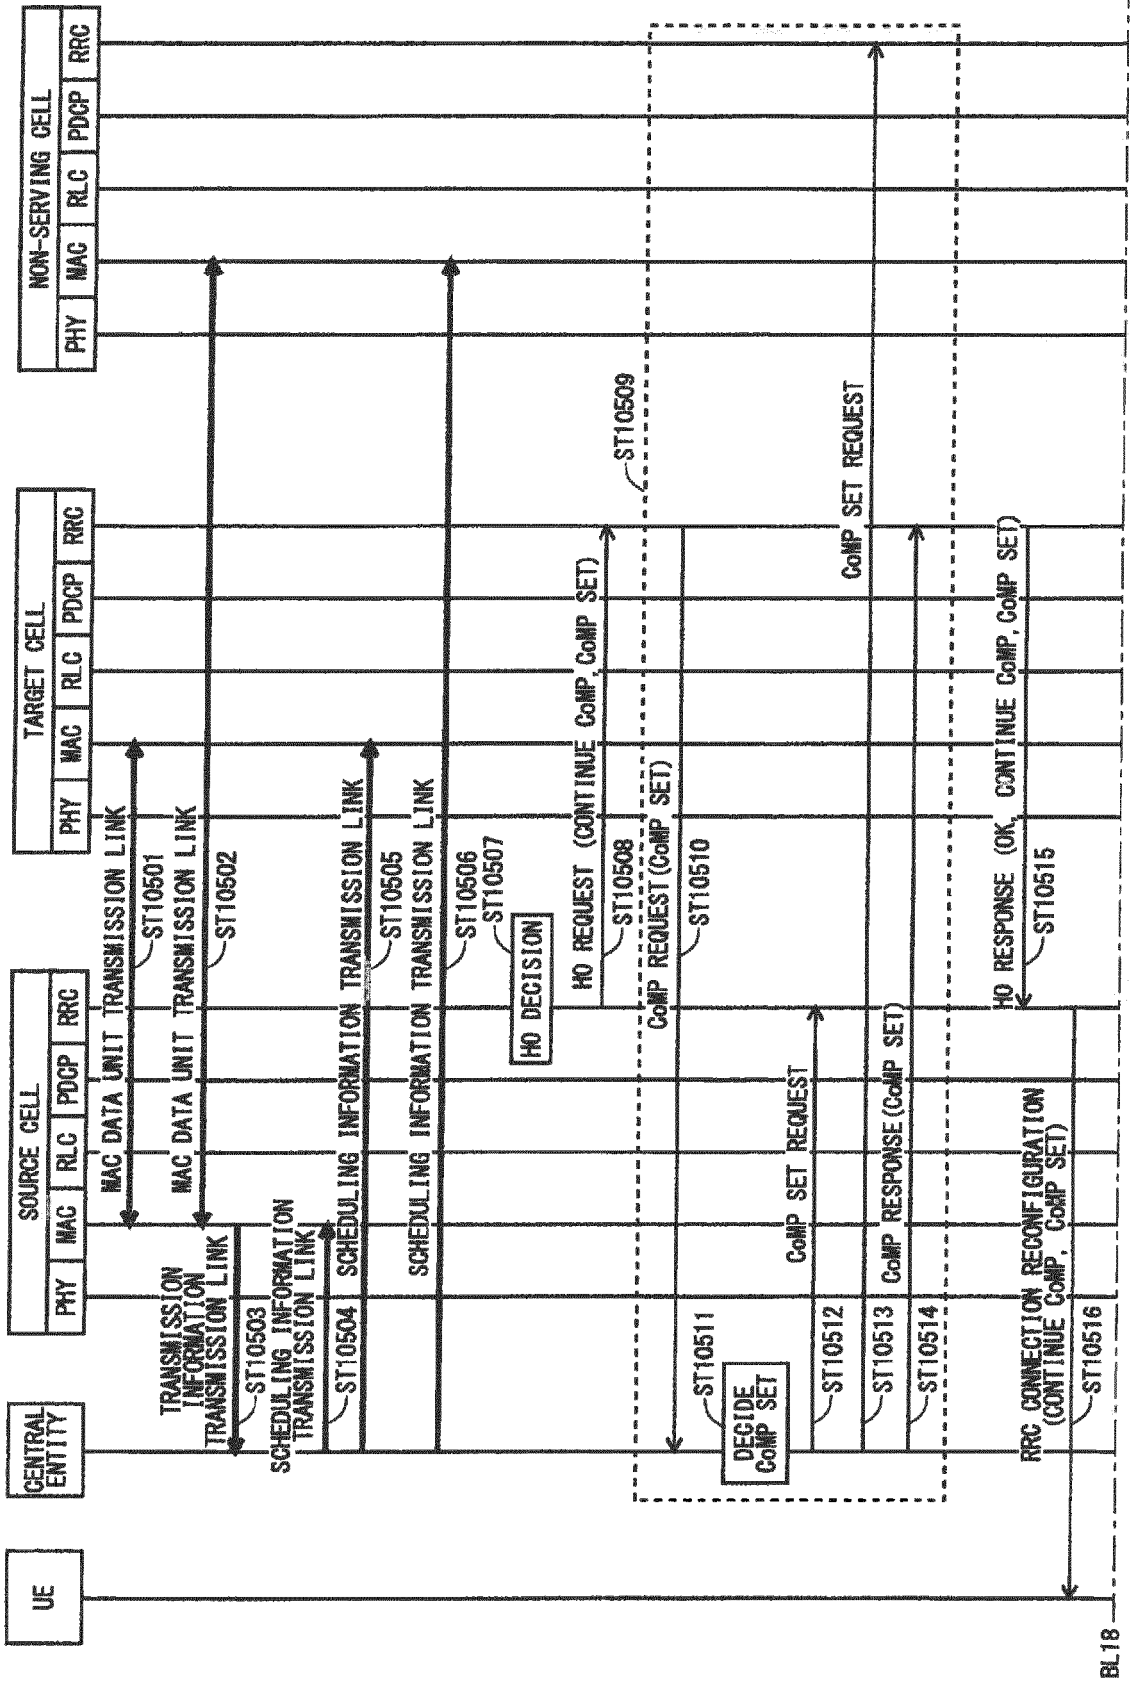 UE
CENTRAL
ENTITY
SOURCE CELL
PHY MAC RLC PDCP RRC
TARGET CELL
PHY MAC RLC PDCP RRC
NON-SERVING CELL
PHY MAC RLC PDCP RRC
MAC DATA UNIT TRANSMISSION LINK
ST10501
MAC DATA UNIT TRANSMISSION LINK
ST10502
TRANSMISSION
INFORMATION
TRANSMISSION LINK
ST10503
SCHEDULING INFORMATION
TRANSMISSION LINK
ST10504
SCHEDULING INFORMATION TRANSMISSION LINK
ST10505
SCHEDULING INFORMATION TRANSMISSION LINK
ST10506
ST10507
HO DECISION
HO REQUEST (CONTINUE CoMP, CoMP SET)
ST10508
ST10509
CoMP REQUEST(CoMP SET)
ST10510
ST10511
DECIDE
CoMP SET
CoMP SET REQUEST
ST10512
CoMP SET REQUEST
ST10513
CoMP RESPONSE(CoMP SET)
ST10514
HO RESPONSE (OK, CONTINUE CoMP, CoMP SET)
ST10515
RRC CONNECTION RECONFIGURATION
(CONTINUE CoMP, CoMP SET)
ST10516
BL18